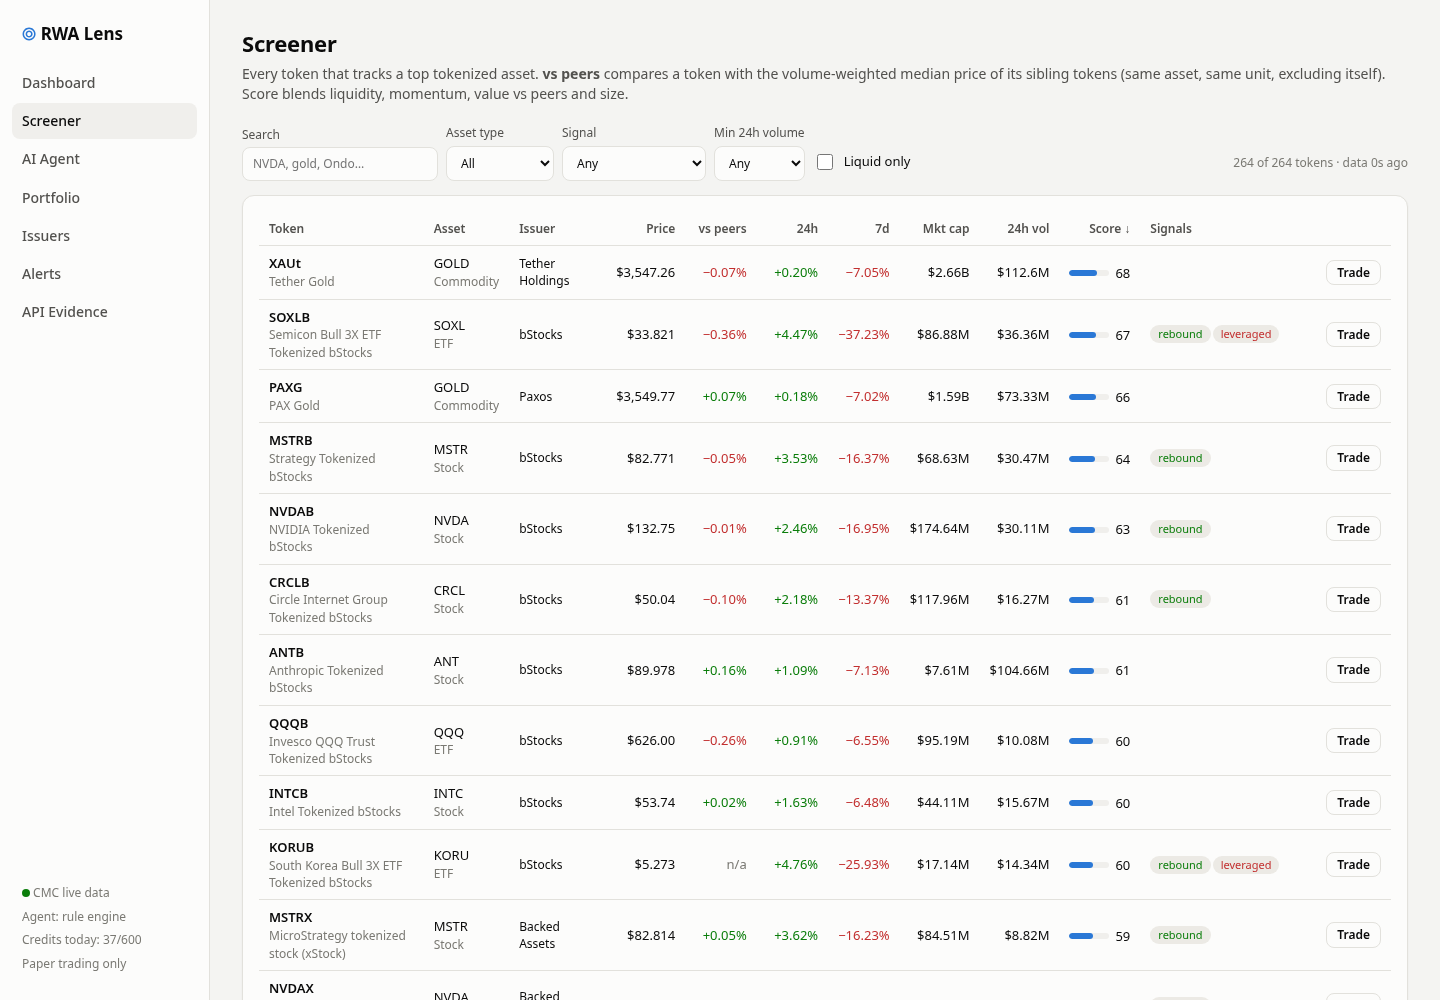 RWA Lens
Dashboard
Screener
AI Agent
Portfolio
Issuers
Alerts
API Evidence
CMC live data
Agent: rule engine
Credits today: 37/600
Paper trading only
Screener
Every token that tracks a top tokenized asset. vs peers compares a token with the volume-weighted median price of its sibling tokens (same asset, same unit, excluding itself).
Score blends liquidity, momentum, value vs peers and size.
Search Asset type Signal Min 24h volume
NVDA, gold, Ondo... All Any Any Liquid only 264 of 264 tokens · data 0s ago
Token Asset Issuer Price vs peers 24h 7d Mkt cap 24h vol Score ↓ Signals
XAUt GOLD Tether Holdings $3,547.26 −0.07% +0.20% −7.05% $2.66B $112.6M 68 Trade
Tether Gold Commodity
SOXLB SOXL bStocks $33.821 −0.36% +4.47% −37.23% $86.88M $36.36M 67 rebound leveraged Trade
Semicon Bull 3X ETF ETF
Tokenized bStocks
PAXG GOLD Paxos $3,549.77 +0.07% +0.18% −7.02% $1.59B $73.33M 66 Trade
PAX Gold Commodity
MSTRB MSTR bStocks $82.771 −0.05% +3.53% −16.37% $68.63M $30.47M 64 rebound Trade
Strategy Tokenized Stock
bStocks
NVDAB NVDA bStocks $132.75 −0.01% +2.46% −16.95% $174.64M $30.11M 63 rebound Trade
NVIDIA Tokenized Stock
bStocks
CRCLB CRCL bStocks $50.04 −0.10% +2.18% −13.37% $117.96M $16.27M 61 rebound Trade
Circle Internet Group Stock
Tokenized bStocks
ANTB ANT bStocks $89.978 +0.16% +1.09% −7.13% $7.61M $104.66M 61 Trade
Anthropic Tokenized Stock
bStocks
QQQB QQQ bStocks $626.00 −0.26% +0.91% −6.55% $95.19M $10.08M 60 Trade
Invesco QQQ Trust ETF
Tokenized bStocks
INTCB INTC bStocks $53.74 +0.02% +1.63% −6.48% $44.11M $15.67M 60 Trade
Intel Tokenized bStocks Stock
KORUB KORU bStocks $5.273 n/a +4.76% −25.93% $17.14M $14.34M 60 rebound leveraged Trade
South Korea Bull 3X ETF ETF
Tokenized bStocks
MSTRX MSTR Backed Assets $82.814 +0.05% +3.62% −16.23% $84.51M $8.82M 59 rebound Trade
MicroStrategy tokenized Stock
stock (xStock)
NVDAX NVDA Backed